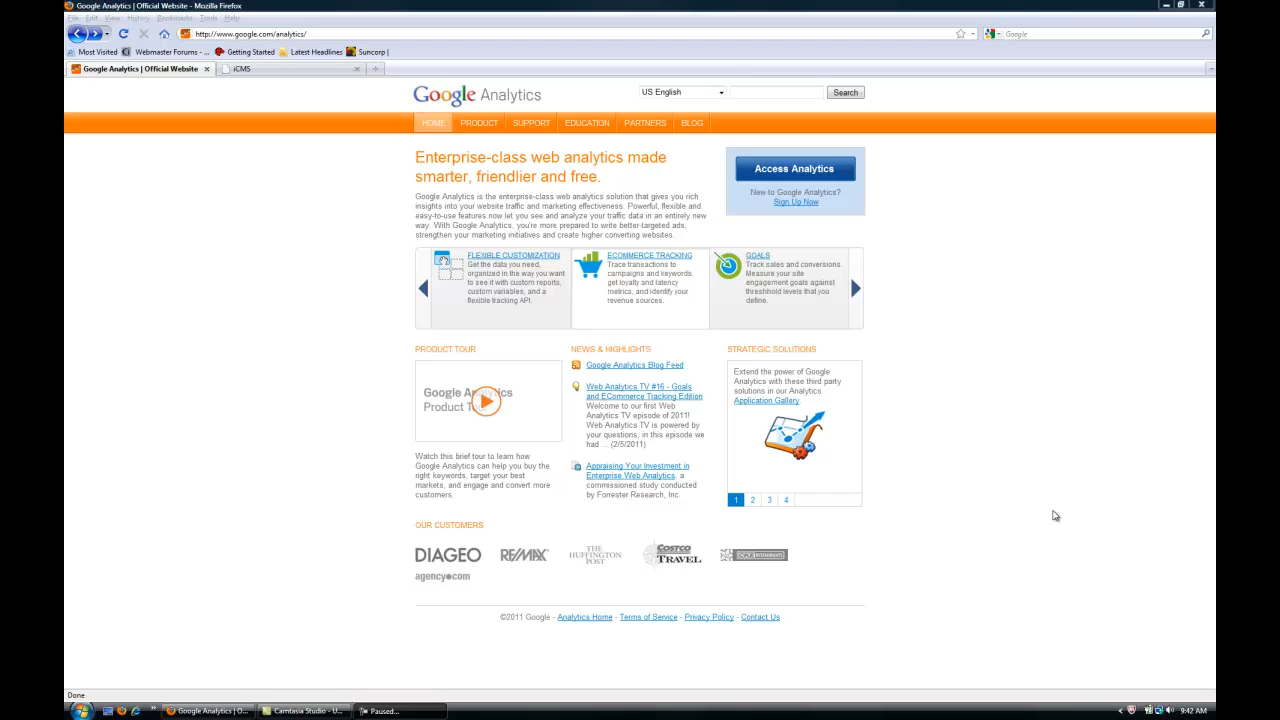 Google Analytics | Official Website - Mozilla Firefox
File Edit View History Bookmarks Tools Help
http://www.google.com/analytics/
Google
Most Visited
Webmaster Forums - ...
Getting Started
Latest Headlines
Suncorp |
Google Analytics | Official Website
iCMS
Google Analytics
US English
Search
HOME PRODUCT SUPPORT EDUCATION PARTNERS BLOG
Enterprise-class web analytics made
smarter, friendlier and free.
Google Analytics is the enterprise-class web analytics solution that gives you rich
insights into your website traffic and marketing effectiveness. Powerful, flexible and
easy-to-use features now let you see and analyze your traffic data in an entirely new
way. With Google Analytics, you're more prepared to write better-targeted ads,
strengthen your marketing initiatives and create higher converting websites.
Access Analytics
New to Google Analytics?
Sign Up Now
FLEXIBLE CUSTOMIZATION
Get the data you need,
organized in the way you want
to see it with custom reports,
custom variables, and a
flexible tracking API.
ECOMMERCE TRACKING
Trace transactions to
campaigns and keywords,
get loyalty and latency
metrics, and identify your
revenue sources.
GOALS
Track sales and conversions.
Measure your site
engagement goals against
threshhold levels that you
define.
PRODUCT TOUR
Google Analytics
Product Tour
Watch this brief tour to learn how
Google Analytics can help you buy the
right keywords, target your best
markets, and engage and convert more
customers.
NEWS & HIGHLIGHTS
Google Analytics Blog Feed
Web Analytics TV #16 - Goals
and ECommerce Tracking Edition
Welcome to our first Web
Analytics TV episode of 2011!
Web Analytics TV is powered by
your questions, in this episode we
had ... (2/5/2011)
Appraising Your Investment in
Enterprise Web Analytics, a
commissioned study conducted
by Forrester Research, Inc.
STRATEGIC SOLUTIONS
Extend the power of Google
Analytics with these third party
solutions in our Analytics
Application Gallery.
1 2 3 4
OUR CUSTOMERS
DIAGEO
RE/MAX
THE
HUFFINGTON
POST
COSTCO
TRAVEL
agency.com
©2011 Google - Analytics Home - Terms of Service - Privacy Policy - Contact Us
Done
Google Analytics | O...
Camtasia Studio - U...
Paused...
9:42 AM